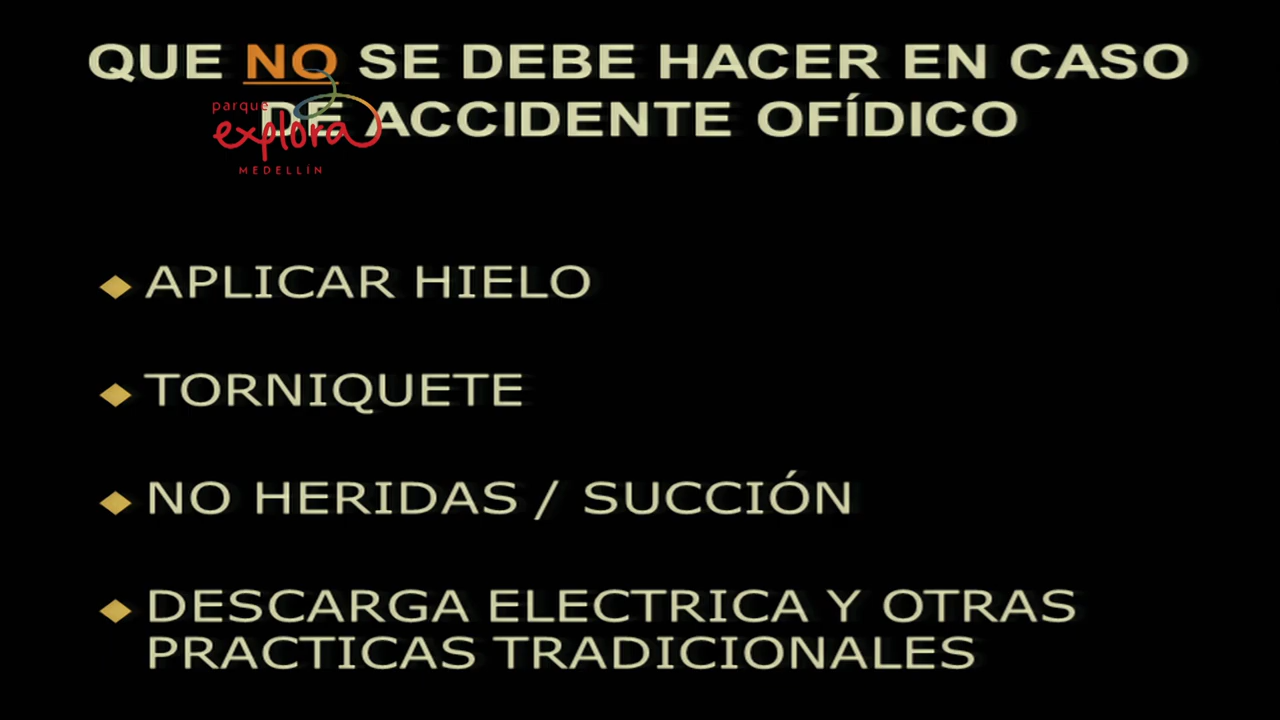 QUE NO SE DEBE HACER EN CASO
DE ACCIDENTE OFÍDICO
parque
explora
MEDELLÍN
APLICAR HIELO
TORNIQUETE
NO HERIDAS / SUCCIÓN
DESCARGA ELECTRICA Y OTRAS
PRACTICAS TRADICIONALES